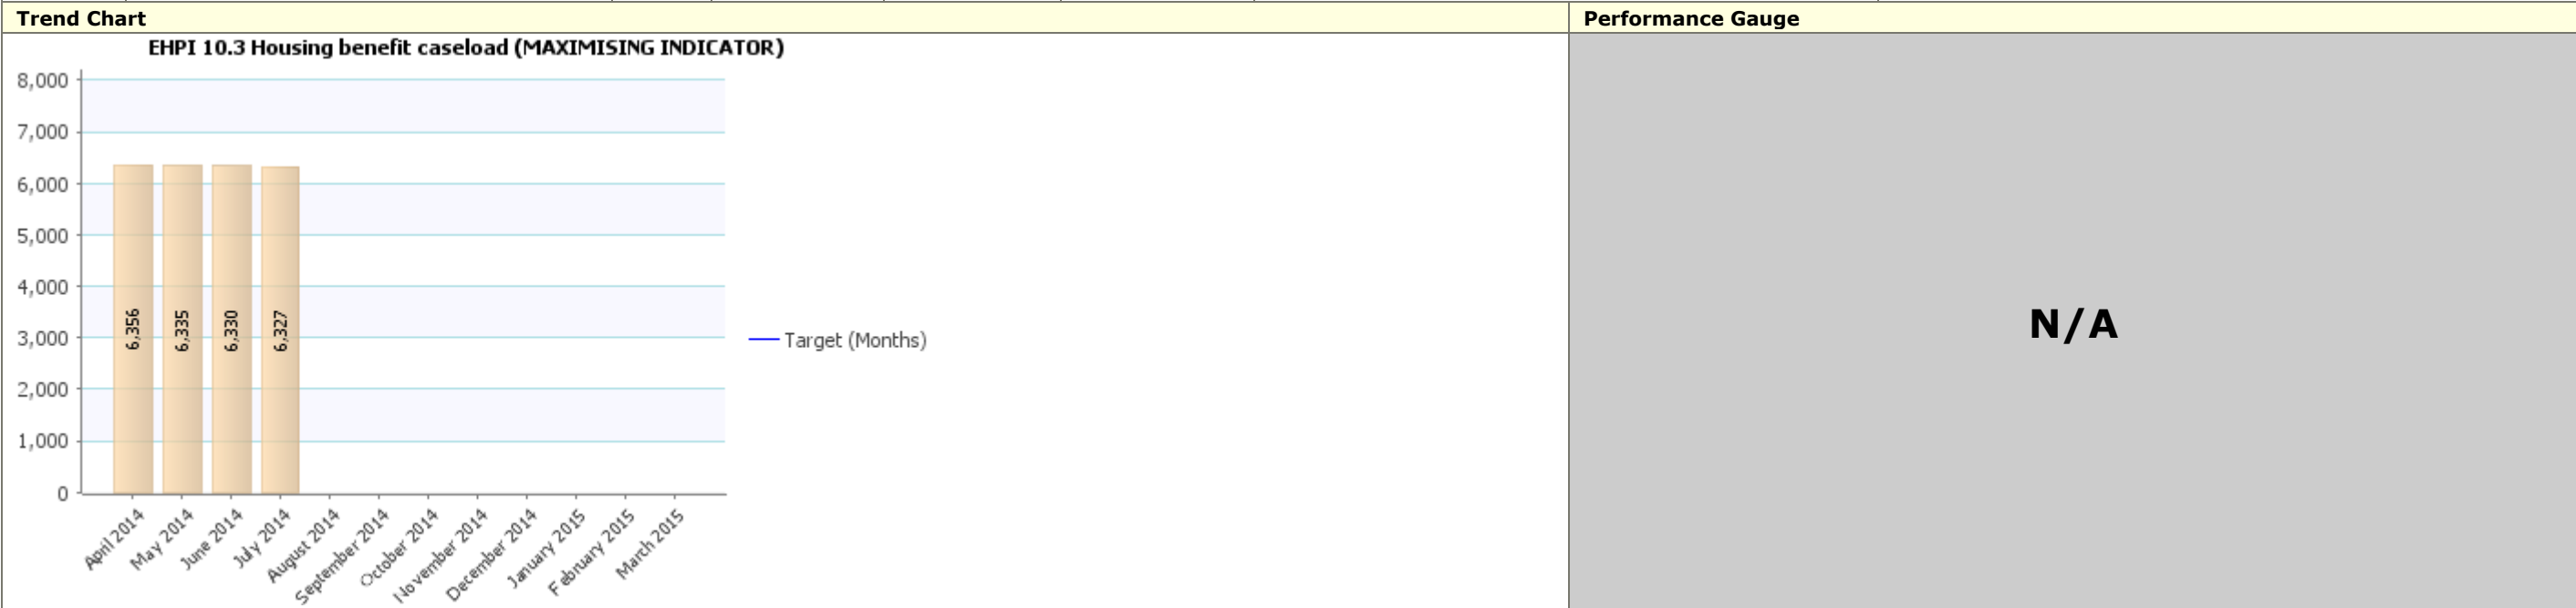 Trend Chart
Performance Gauge
EHPI 10.3 Housing benefit caseload (MAXIMISING INDICATOR)
8,000
7,000
6,000
5,000
4,000
3,000
2,000
1,000
0
6,356
6,335
6,330
6,327
April 2014
May 2014
June 2014
July 2014
August 2014
September 2014
October 2014
November 2014
December 2014
January 2015
February 2015
March 2015
Target (Months)
N/A